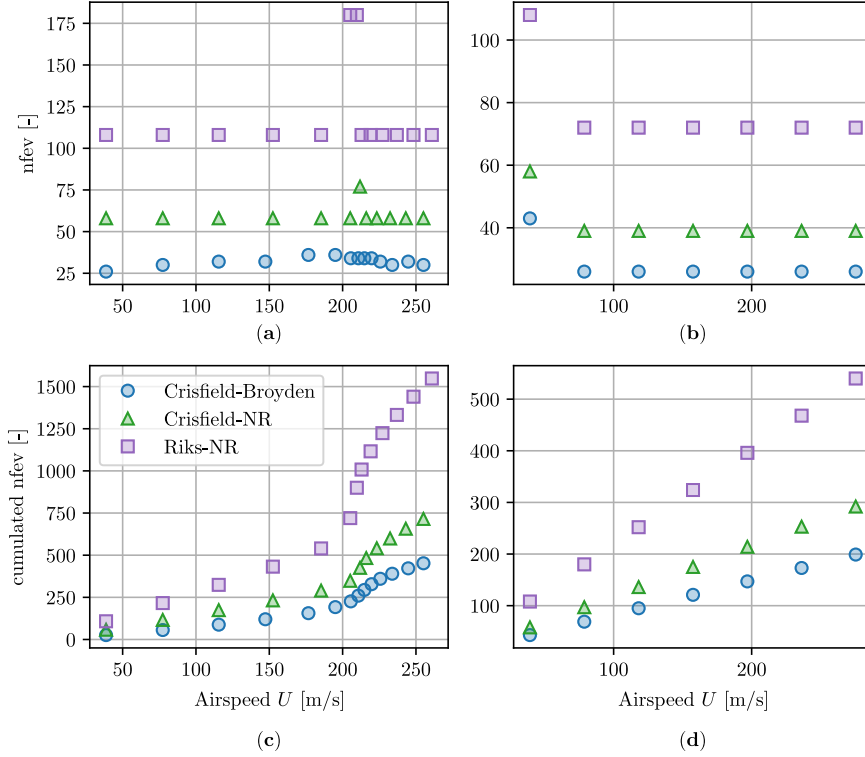 175
150
125
100
75
50
25
nfev [-]
50 100 150 200 250
(a)
100
80
60
40
100 200
(b)
1500
1250
1000
750
500
250
0
cumulated nfev [-]
Crisfield-Broyden
Crisfield-NR
Riks-NR
50 100 150 200 250
Airspeed U [m/s]
(c)
500
400
300
200
100
100 200
Airspeed U [m/s]
(d)